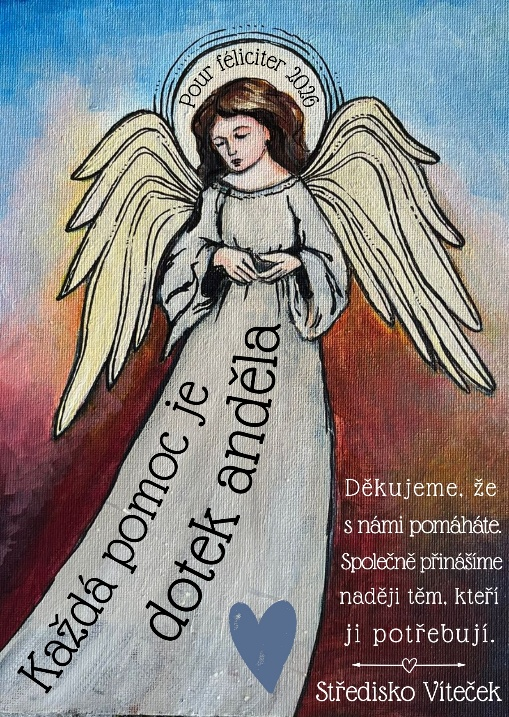 Pour féliciter 2026
Každá pomoc je
dotek anděla
Děkujeme, že
s námi pomáháte.
Společně přinášíme
naději těm, kteří
ji potřebují.
Středisko Víteček